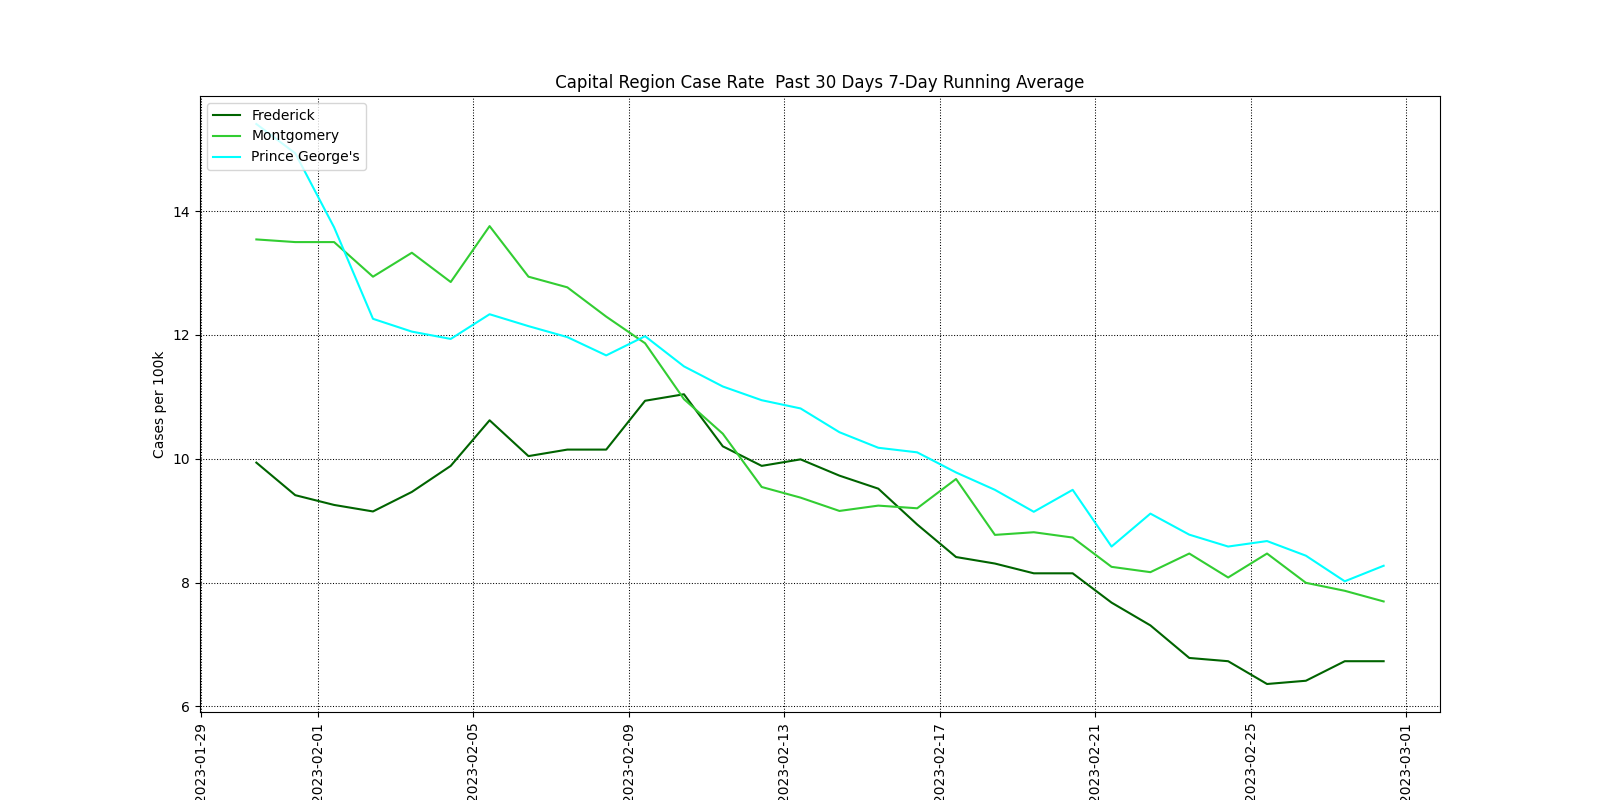 Capital Region Case Rate  Past 30 Days 7-Day Running Average
Frederick
Montgomery
Prince George's
Cases per 100k
14
12
10
8
6
2023-01-29
2023-02-01
2023-02-05
2023-02-09
2023-02-13
2023-02-17
2023-02-21
2023-02-25
2023-03-01